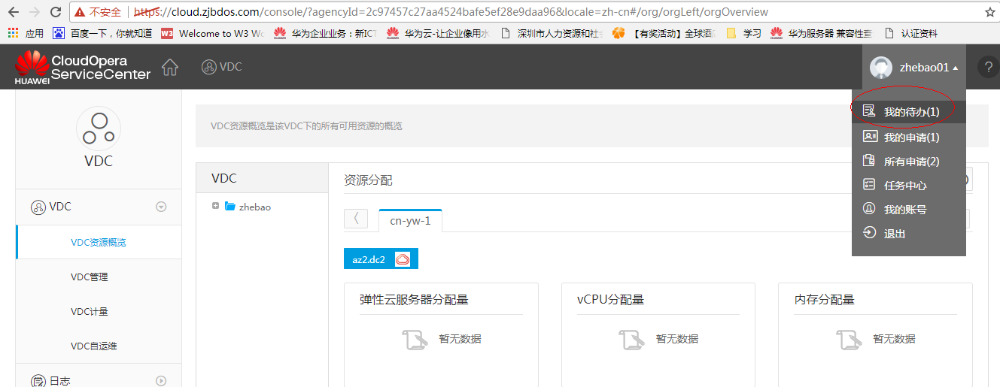 不安全 https://cloud.zjbdos.com/console/?agencyId=2c97457c27aa4524bafe5ef28e9daa96&locale=zh-cn#/org/orgLeft/orgOverview
应用 百度一下，你就知道 Welcome to W3 Wo 华为企业业务：新ICT 华为云-让企业像用水 深圳市人力资源和社会 【有奖活动】全球酒店 学习 华为服务器 兼容性查 认证资料
HUAWEI CloudOpera ServiceCenter VDC zhebao01 ?
我的待办(1)
我的申请(1)
所有申请(2)
任务中心
我的账号
退出
VDC
VDC
VDC资源概览
VDC管理
VDC计量
VDC自运维
日志
VDC资源概览是该VDC下的所有可用资源的概览
VDC
zhebao
资源分配
cn-yw-1
az2.dc2
弹性云服务器分配量
暂无数据
vCPU分配量
暂无数据
内存分配量
暂无数据